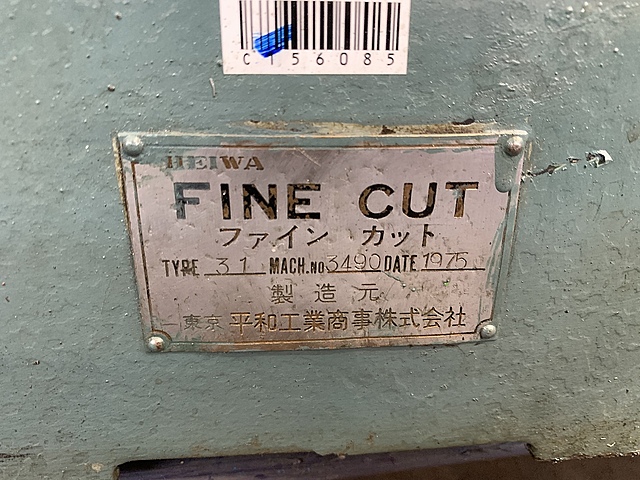 C156085
HEIWA
FINE CUT
ファイン カット
TYPE 31 MACH.NO 3490 DATE 1975
製造元
東京 平和工業商事株式会社